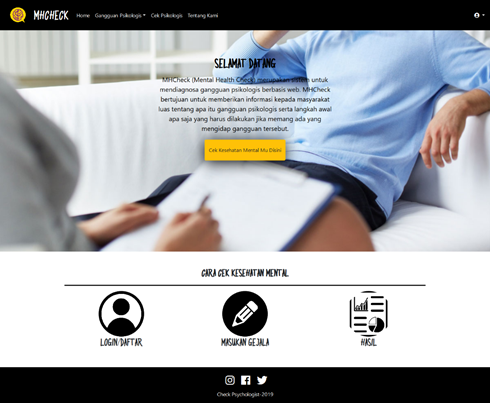 MHCHECK
Home Gangguan Psikologis Cek Psikologis Tentang Kami
SELAMAT DATANG
MHCheck (Mental Health Check) merupakan sistem untuk
mendiagnosa gangguan psikologis berbasis web. MHCheck
bertujuan untuk memberikan informasi kepada masyarakat
luas tentang apa itu gangguan psikologis serta langkah awal
apa saja yang harus dilakukan jika memang ada yang
mengidap gangguan tersebut.
Cek Kesehatan Mental Mu Disini!
CARA CEK KESEHATAN MENTAL
LOGIN/DAFTAR
MASUKAN GEJALA
HASIL
Check Psychologist-2019